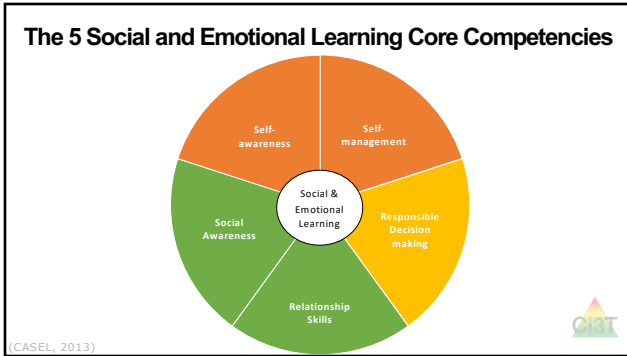 The 5 Social and Emotional Learning Core Competencies
Self-
awareness
Self-
management
Social &
Emotional
Learning
Social
Awareness
Responsible
Decision
making
Relationship
Skills
(CASEL, 2013)
Ci3T